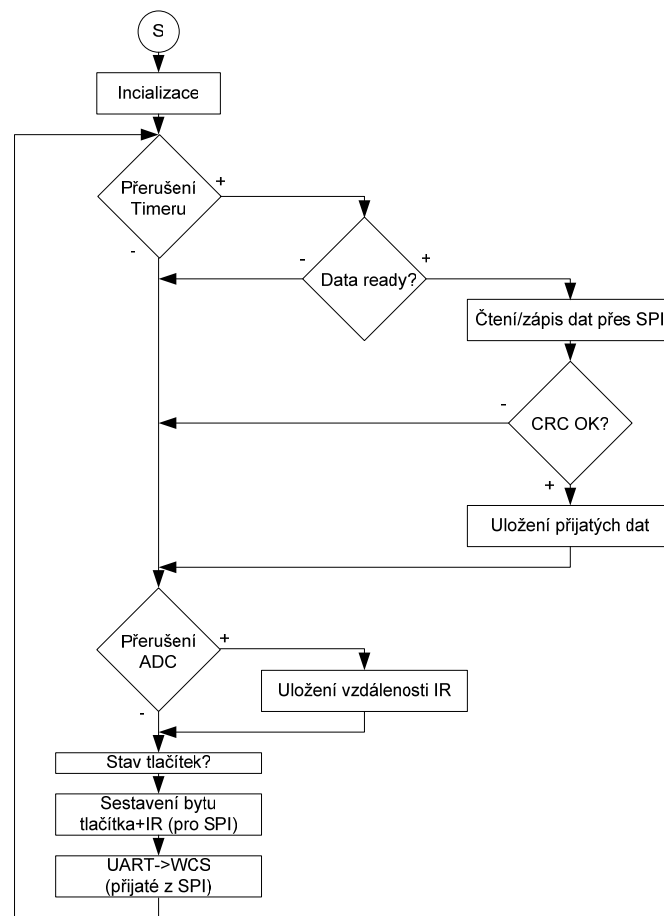 S
Incializace
Přerušení
Timeru
+
-
Data ready?
-
+
Čtení/zápis dat přes SPI
CRC OK?
-
+
Uložení přijatých dat
Přerušení
ADC
+
-
Uložení vzdálenosti IR
Stav tlačítek?
Sestavení bytu
tlačítka+IR (pro SPI)
UART->WCS
(přijaté z SPI)